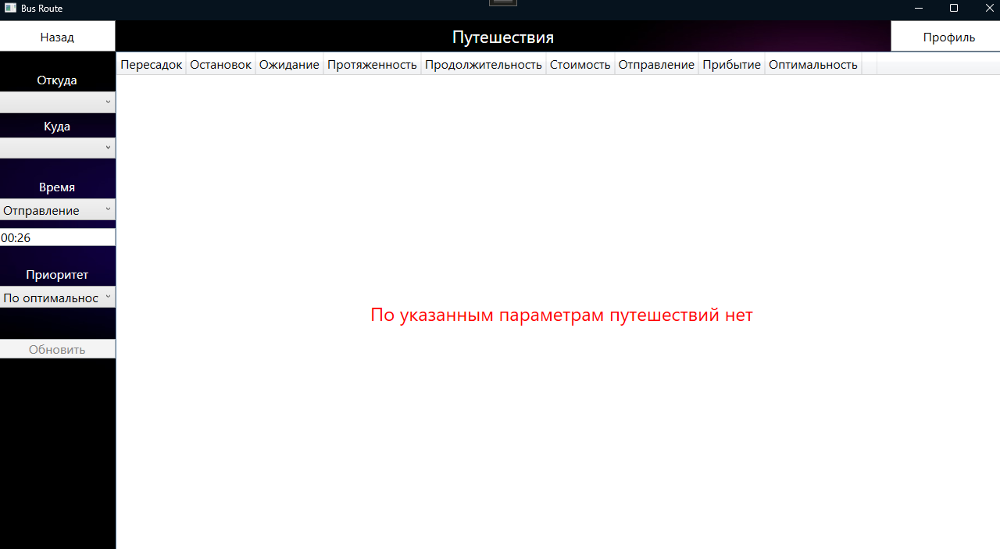 Bus Route
Назад
Путешествия
Профиль
Откуда
Куда
Время
Отправление
00:26
Приоритет
По оптимальнос
Обновить
Пересадок Остановок Ожидание Протяженность Продолжительность Стоимость Отправление Прибытие Оптимальность
По указанным параметрам путешествий нет